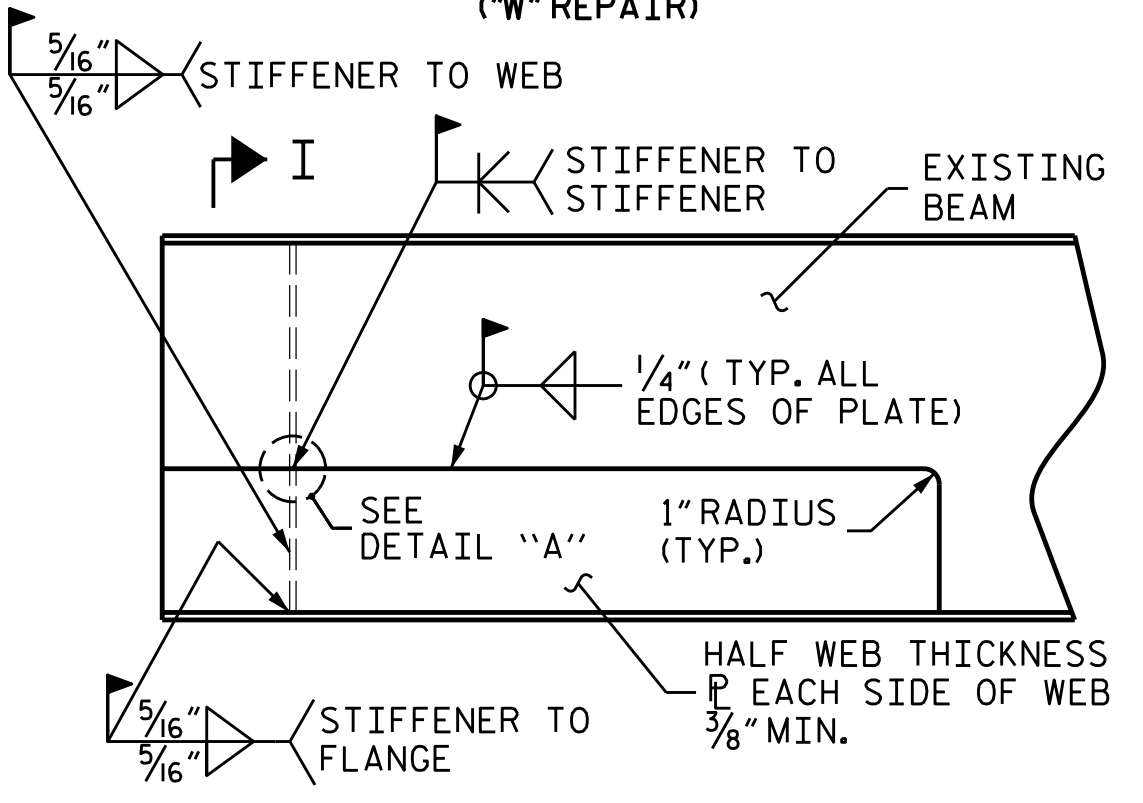 ("W" REPAIR)
5/16"
5/16"
STIFFENER TO WEB
I
STIFFENER TO
STIFFENER
EXISTING
BEAM
1/4" ( TYP. ALL
EDGES OF PLATE)
SEE
DETAIL "A"
1" RADIUS
(TYP.)
HALF WEB THICKNESS
PL EACH SIDE OF WEB
3/8" MIN.
5/16"
5/16"
STIFFENER TO
FLANGE